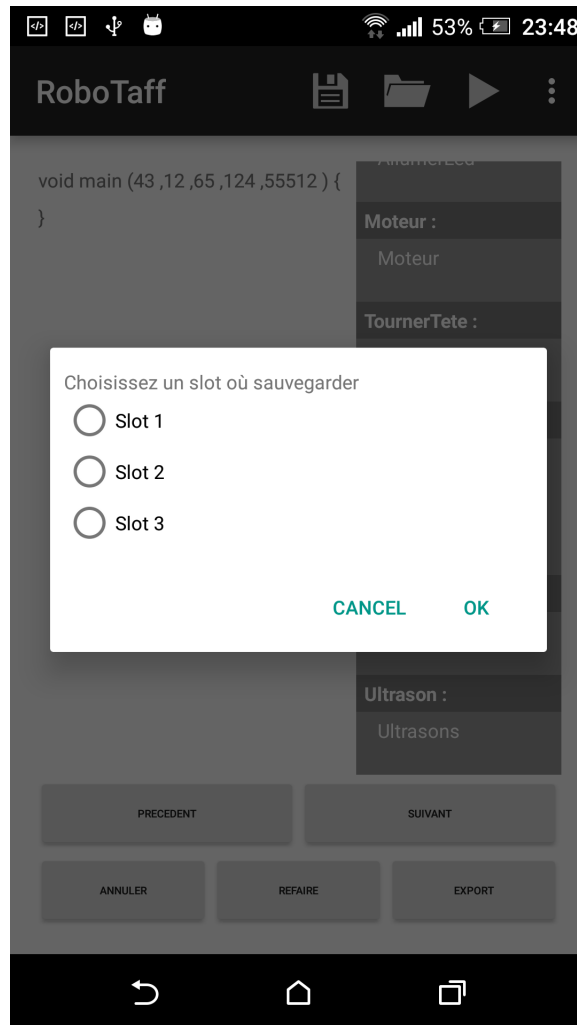 53% 23:48
RoboTaff
void main (43 ,12 ,65 ,124 ,55512 ) {
}
AllumerLed
Moteur :
Moteur
TournerTete :
Choisissez un slot où sauvegarder
Slot 1
Slot 2
Slot 3
CANCEL OK
Ultrason :
Ultrasons
PRECEDENT SUIVANT
ANNULER REFAIRE EXPORT